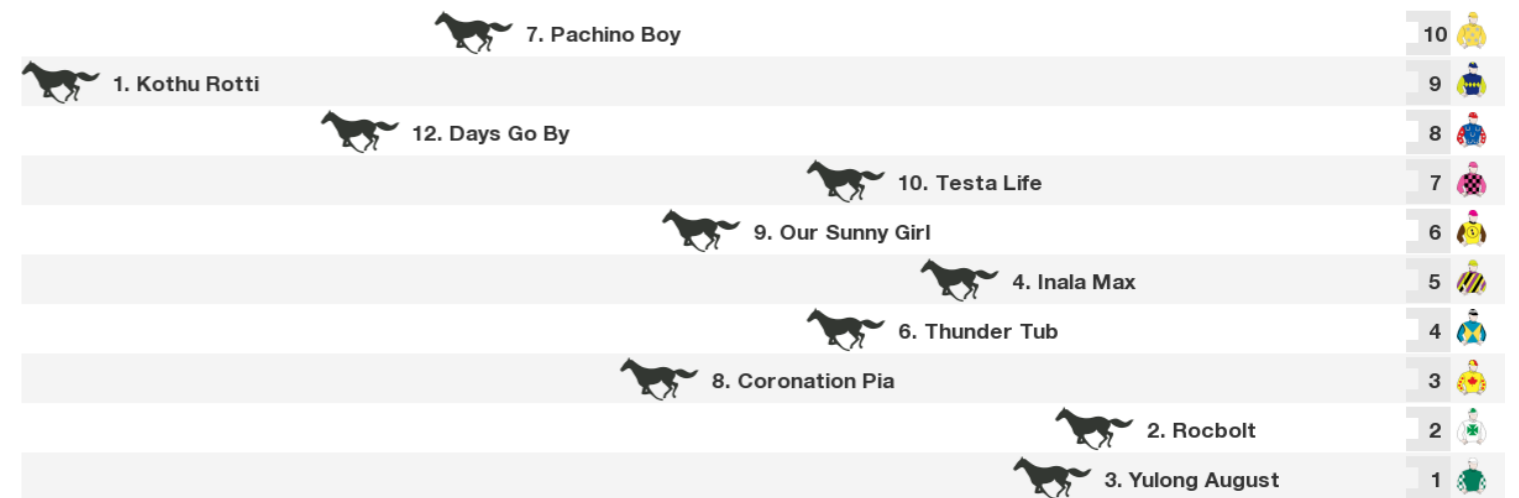 7. Pachino Boy 10
1. Kothu Rotti 9
12. Days Go By 8
10. Testa Life 7
9. Our Sunny Girl 6
4. Inala Max 5
6. Thunder Tub 4
8. Coronation Pia 3
2. Rocbolt 2
3. Yulong August 1